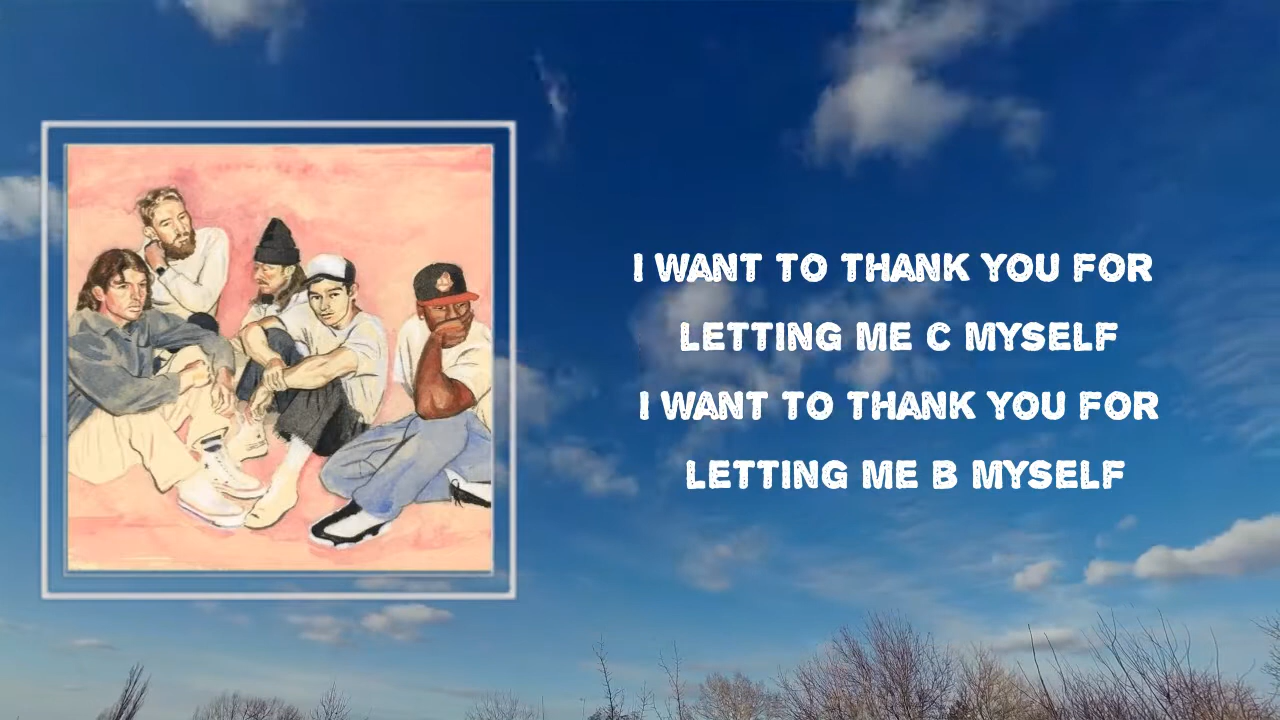 I WANT TO THANK YOU FOR
LETTING ME C MYSELF
I WANT TO THANK YOU FOR
LETTING ME B MYSELF